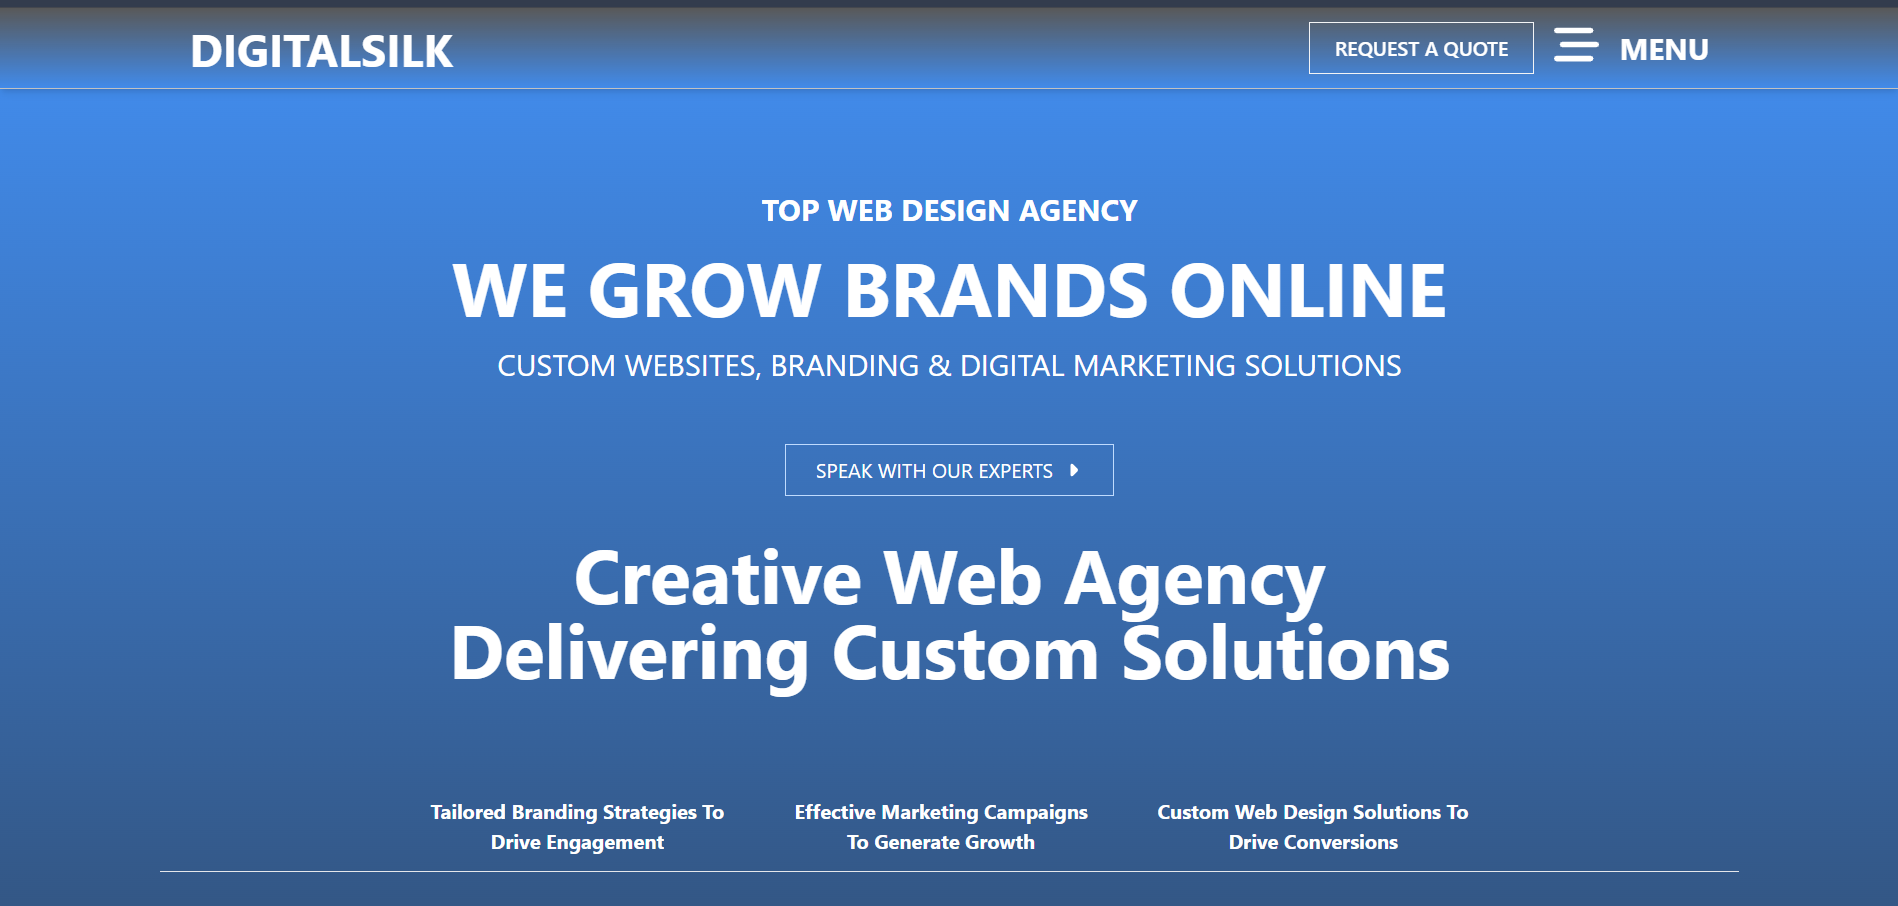 DIGITALSILK
REQUEST A QUOTE
MENU
TOP WEB DESIGN AGENCY
WE GROW BRANDS ONLINE
CUSTOM WEBSITES, BRANDING & DIGITAL MARKETING SOLUTIONS
SPEAK WITH OUR EXPERTS
Creative Web Agency
Delivering Custom Solutions
Tailored Branding Strategies To
Drive Engagement
Effective Marketing Campaigns
To Generate Growth
Custom Web Design Solutions To
Drive Conversions